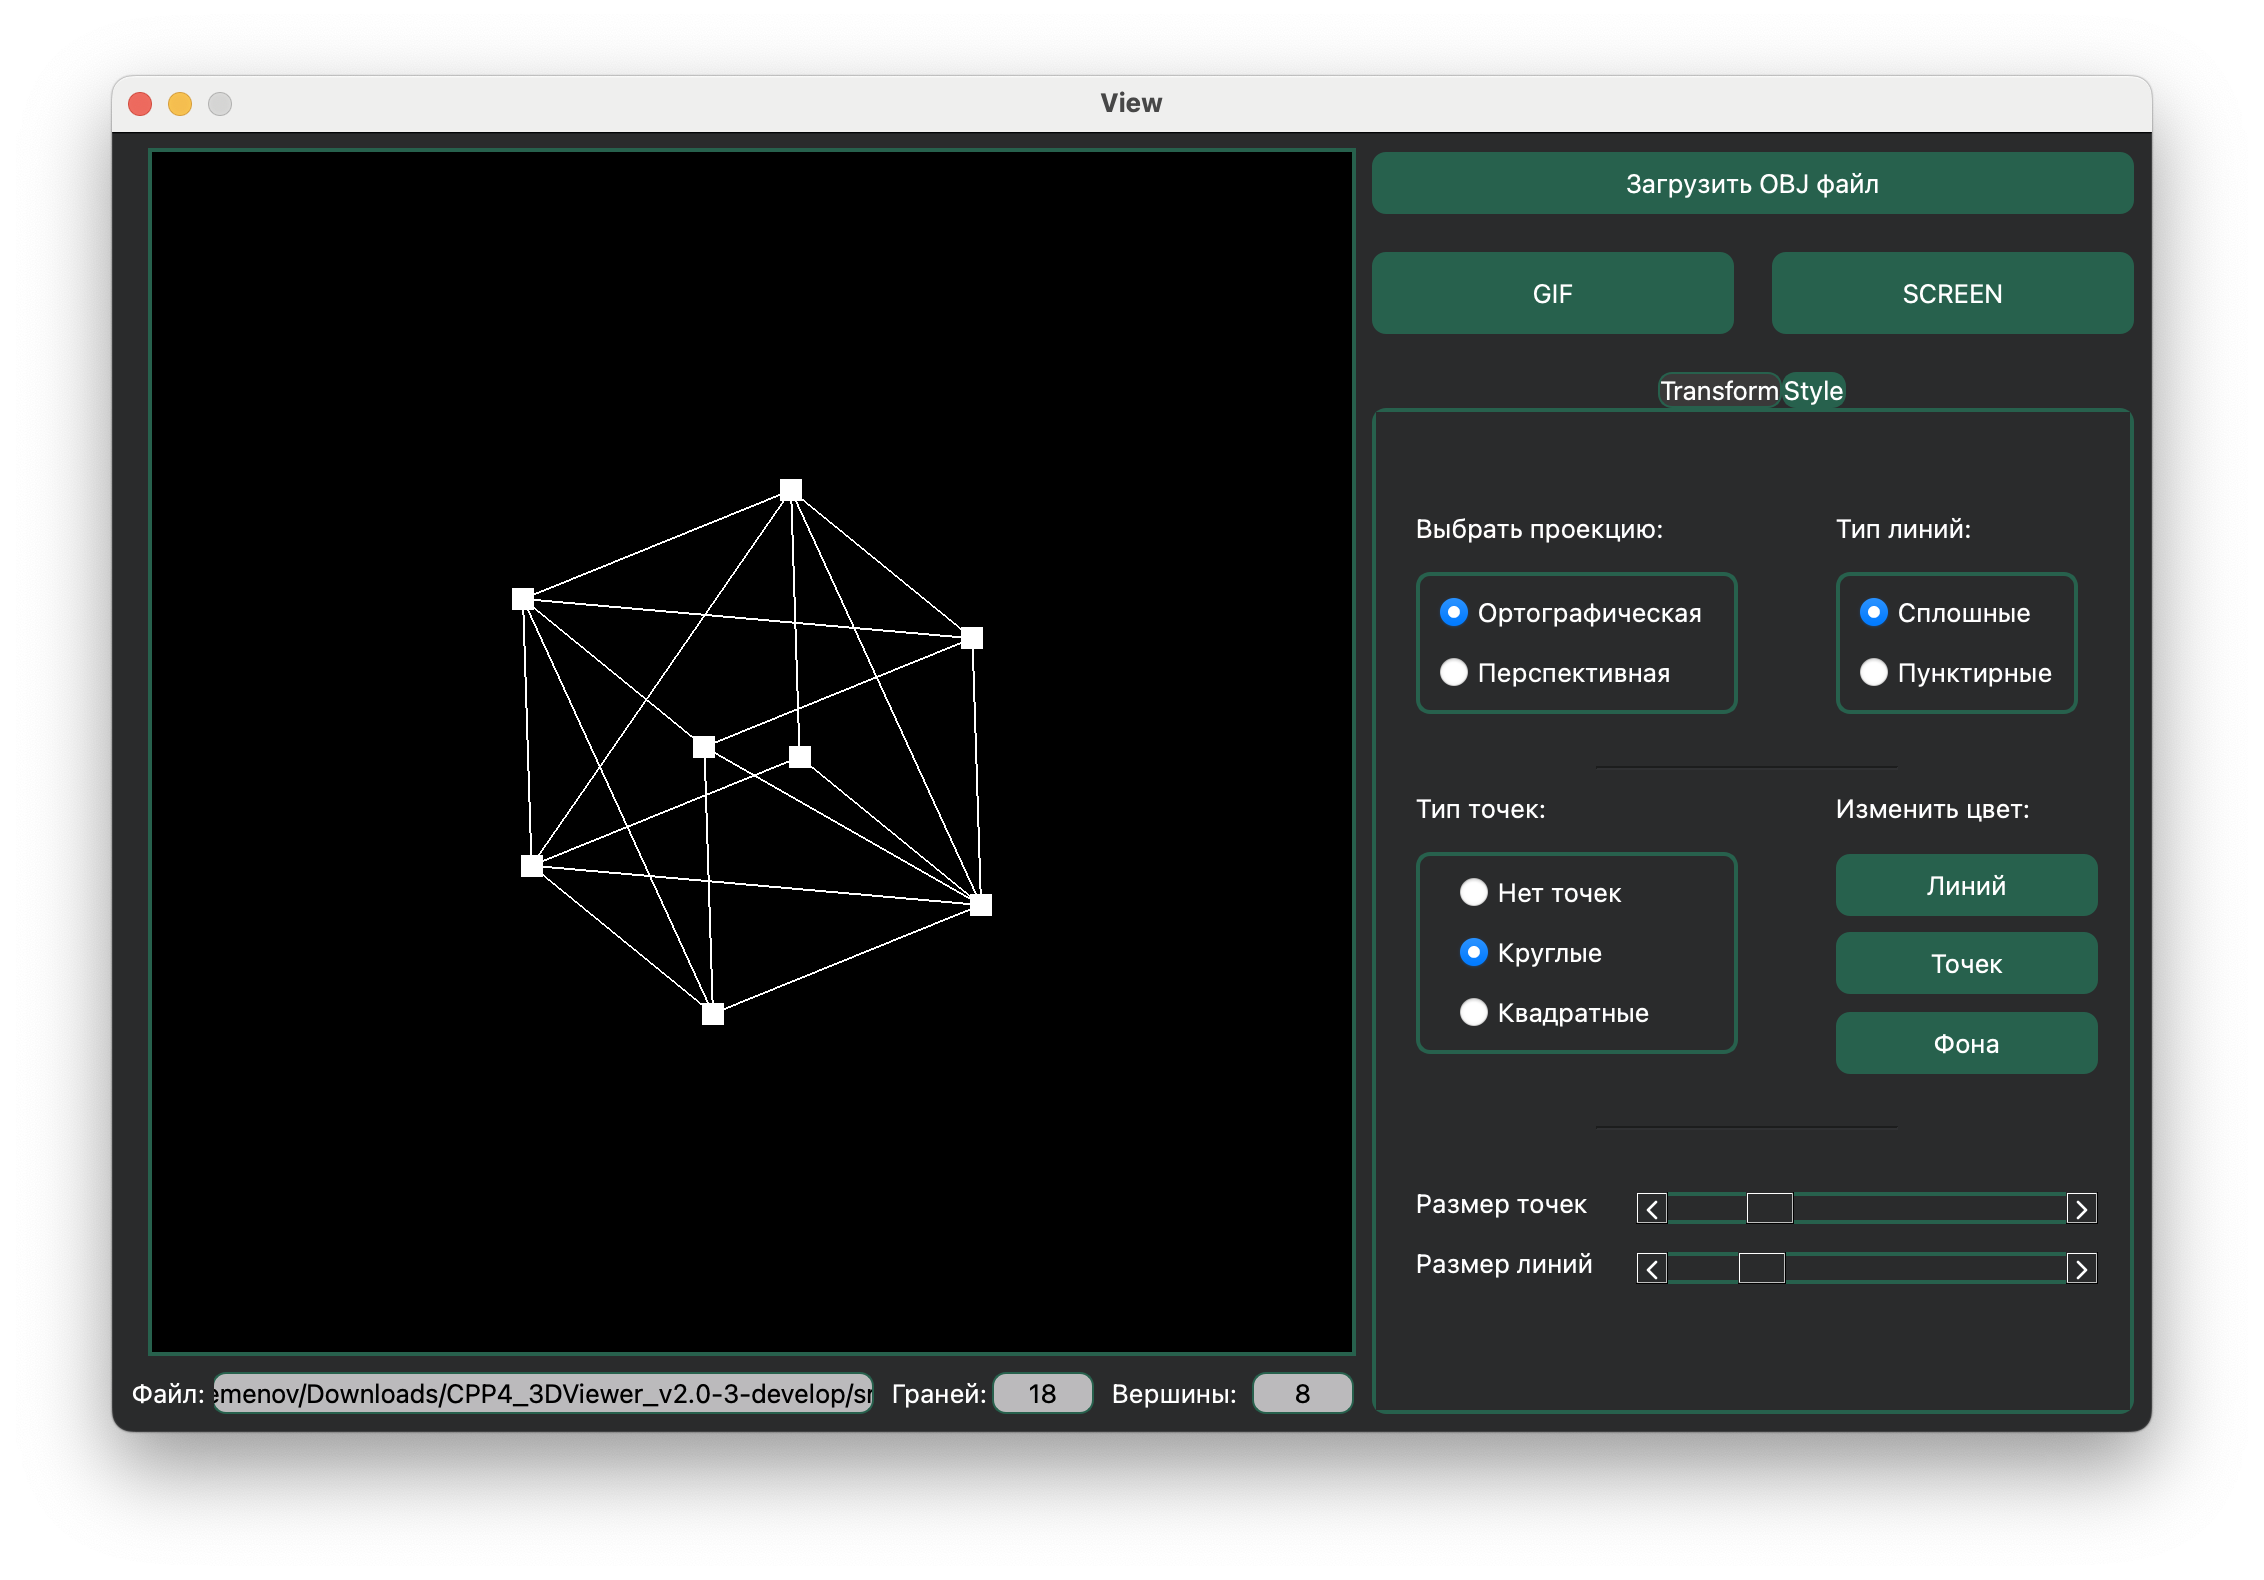 View
Загрузить OBJ файл
GIF
SCREEN
Transform
Style
Выбрать проекцию:
Тип линий:
Ортографическая
Сплошные
Перспективная
Пунктирные
Тип точек:
Изменить цвет:
Нет точек
Линий
Круглые
Точек
Квадратные
Фона
Размер точек
Размер линий
Файл: emenov/Downloads/CPP4_3DViewer_v2.0-3-develop/sr Граней: 18 Вершины: 8